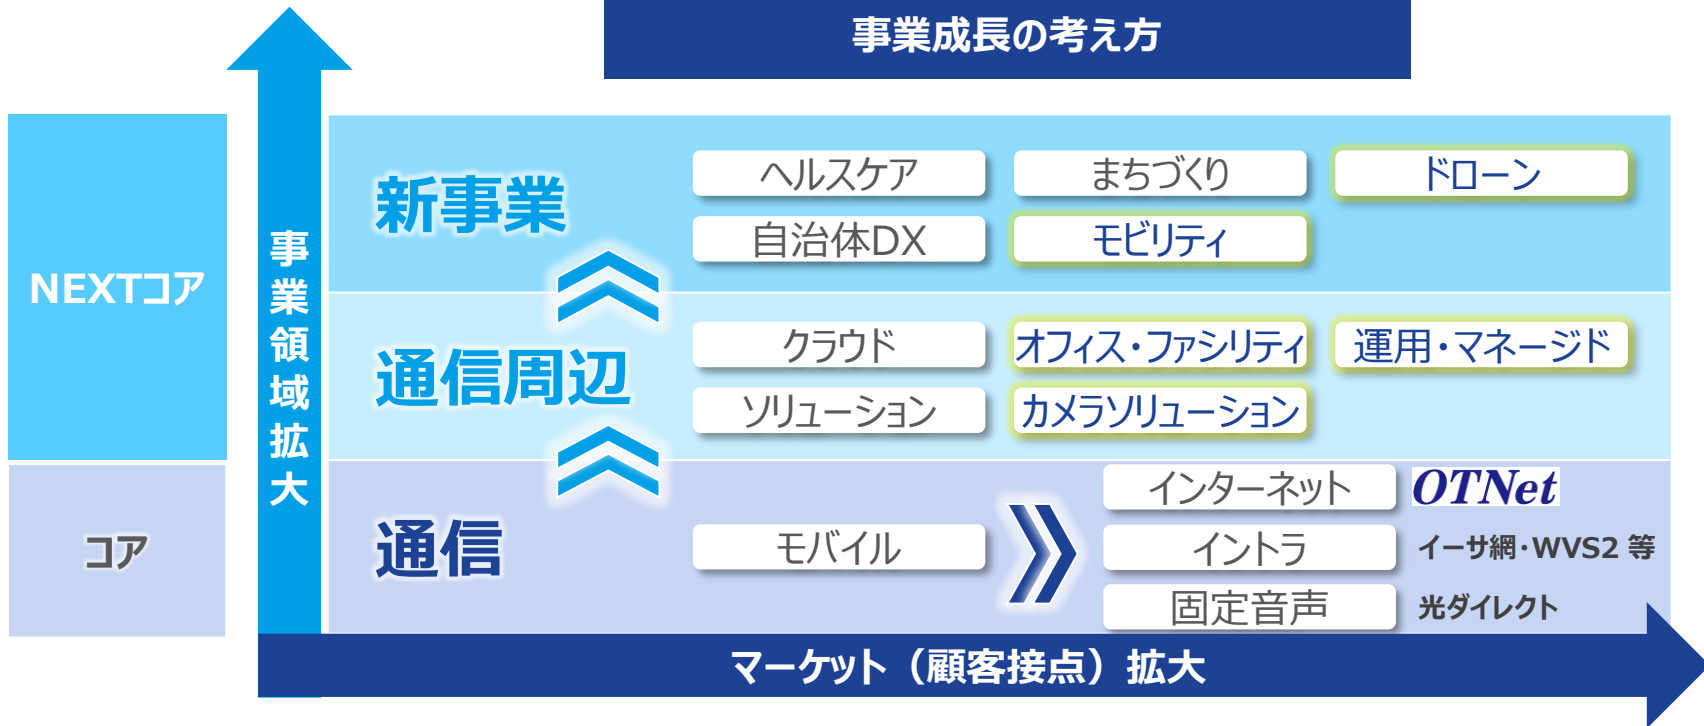 事業成長の考え方
NEXTコア
コア
事業領域拡大
新事業
ヘルスケア
まちづくり
ドローン
自治体DX
モビリティ
通信周辺
クラウド
オフィス・ファシリティ
運用・マネージド
ソリューション
カメラソリューション
通信
モバイル
インターネット
OTNet
イントラ
イーサ網・WVS2 等
固定音声
光ダイレクト
マーケット（顧客接点）拡大